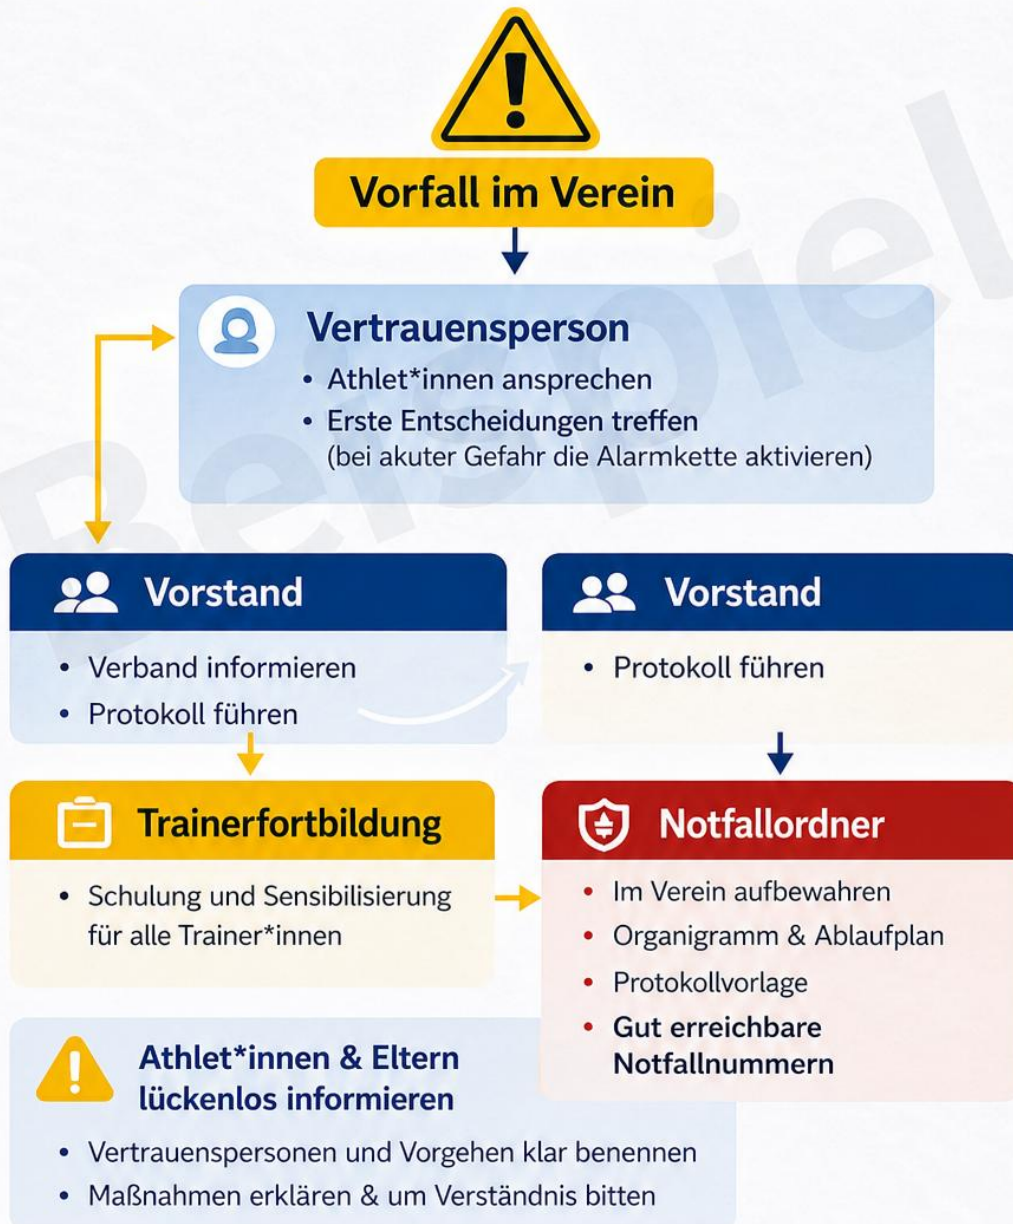 Vorfall im Verein
Vertrauensperson
• Athlet*innen ansprechen
• Erste Entscheidungen treffen
(bei akuter Gefahr die Alarmkette aktivieren)
Beispiel
Vorstand
• Verband informieren
• Protokoll führen
Vorstand
• Protokoll führen
Trainerfortbildung
• Schulung und Sensibilisierung
für alle Trainer*innen
Notfallordner
• Im Verein aufbewahren
• Organigramm & Ablaufplan
• Protokollvorlage
• Gut erreichbare
Notfallnummern
Athlet*innen & Eltern
lückenlos informieren
• Vertrauenspersonen und Vorgehen klar benennen
• Maßnahmen erklären & um Verständnis bitten